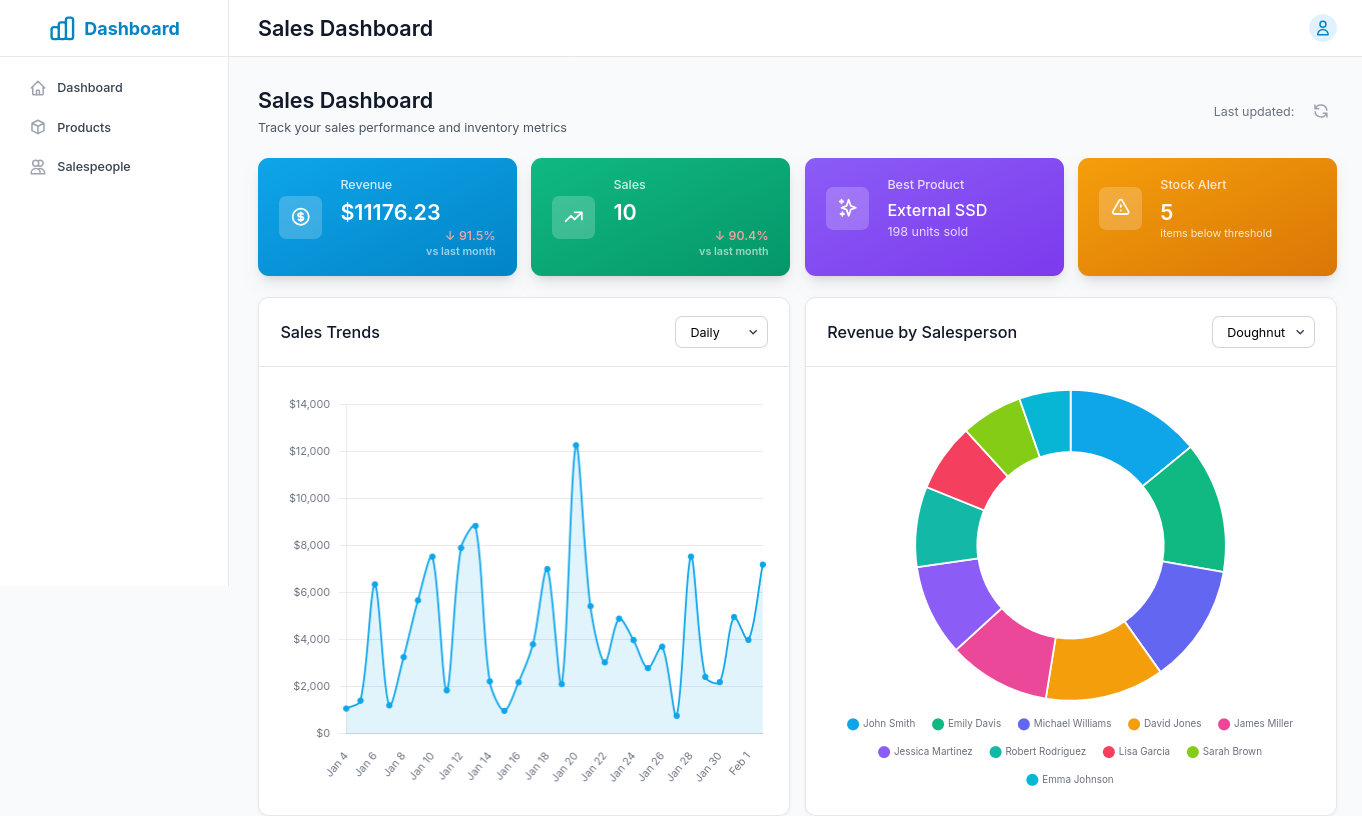 Dashboard
Sales Dashboard
Dashboard
Products
Salespeople
Sales Dashboard
Track your sales performance and inventory metrics
Last updated:
Revenue
$11176.23
↓ 91.5%
vs last month
Sales
10
↓ 90.4%
vs last month
Best Product
External SSD
198 units sold
Stock Alert
5
items below threshold
Sales Trends
Daily
$14,000
$12,000
$10,000
$8,000
$6,000
$4,000
$2,000
$0
Jan 4
Jan 6
Jan 8
Jan 10
Jan 12
Jan 14
Jan 16
Jan 18
Jan 20
Jan 22
Jan 24
Jan 26
Jan 28
Jan 30
Feb 1
Revenue by Salesperson
Doughnut
John Smith Emily Davis Michael Williams David Jones James Miller
Jessica Martinez Robert Rodriguez Lisa Garcia Sarah Brown
Emma Johnson